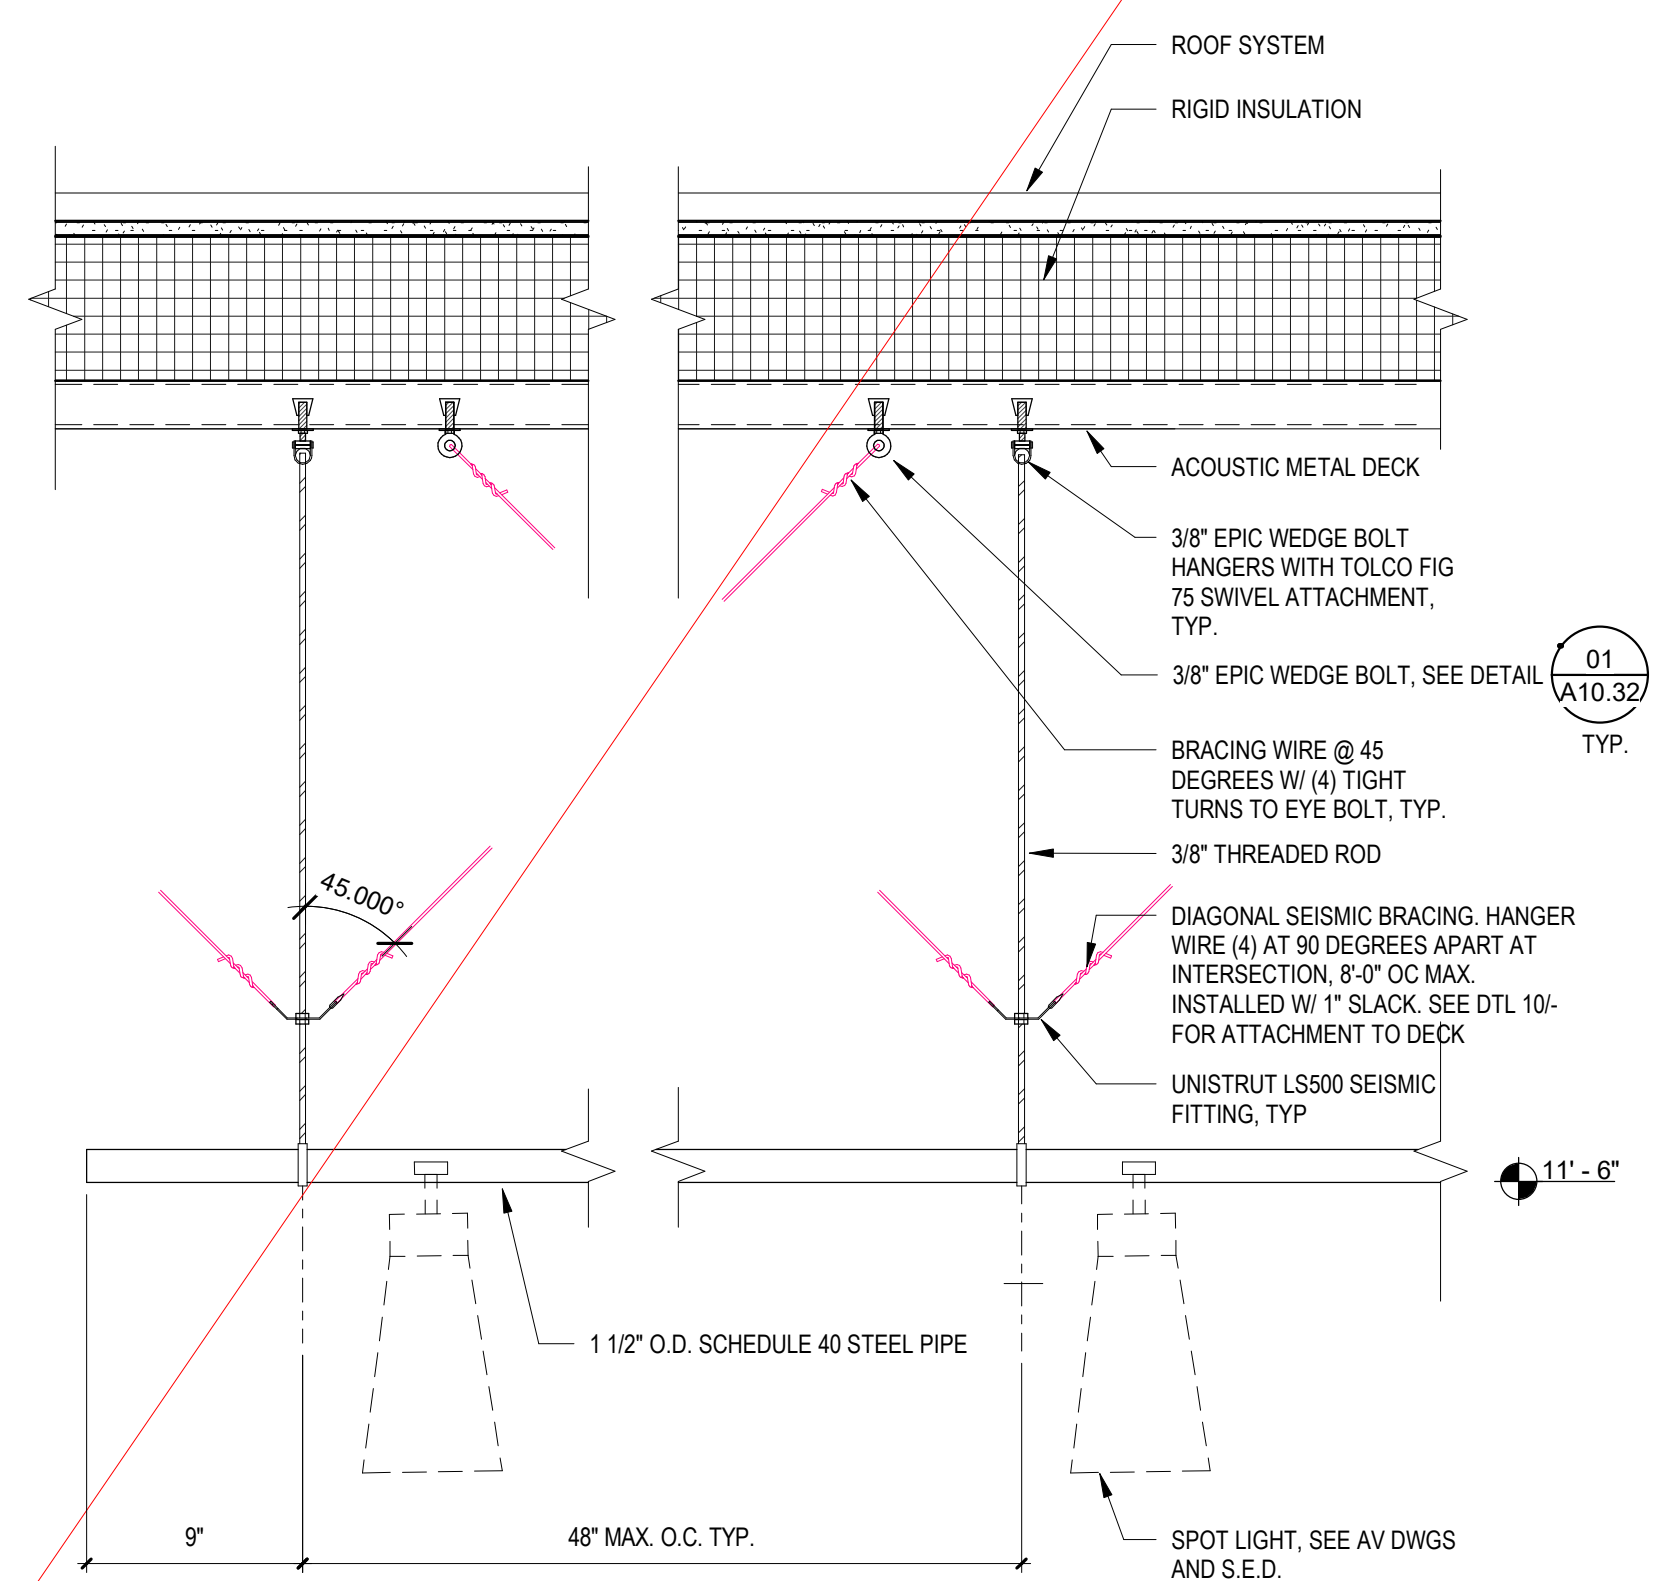 ROOF SYSTEM
RIGID INSULATION
ACOUSTIC METAL DECK
3/8" EPIC WEDGE BOLT
HANGERS WITH TOLCO FIG
75 SWIVEL ATTACHMENT,
TYP.
3/8" EPIC WEDGE BOLT, SEE DETAIL
01
A10.32
TYP.
BRACING WIRE @ 45
DEGREES W/ (4) TIGHT
TURNS TO EYE BOLT, TYP.
3/8" THREADED ROD
45.000°
DIAGONAL SEISMIC BRACING. HANGER
WIRE (4) AT 90 DEGREES APART AT
INTERSECTION, 8'-0" OC MAX.
INSTALLED W/ 1" SLACK. SEE DTL 10/-
FOR ATTACHMENT TO DECK
UNISTRUT LS500 SEISMIC
FITTING, TYP
11' - 6"
1 1/2" O.D. SCHEDULE 40 STEEL PIPE
9"
48" MAX. O.C. TYP.
SPOT LIGHT, SEE AV DWGS
AND S.E.D.